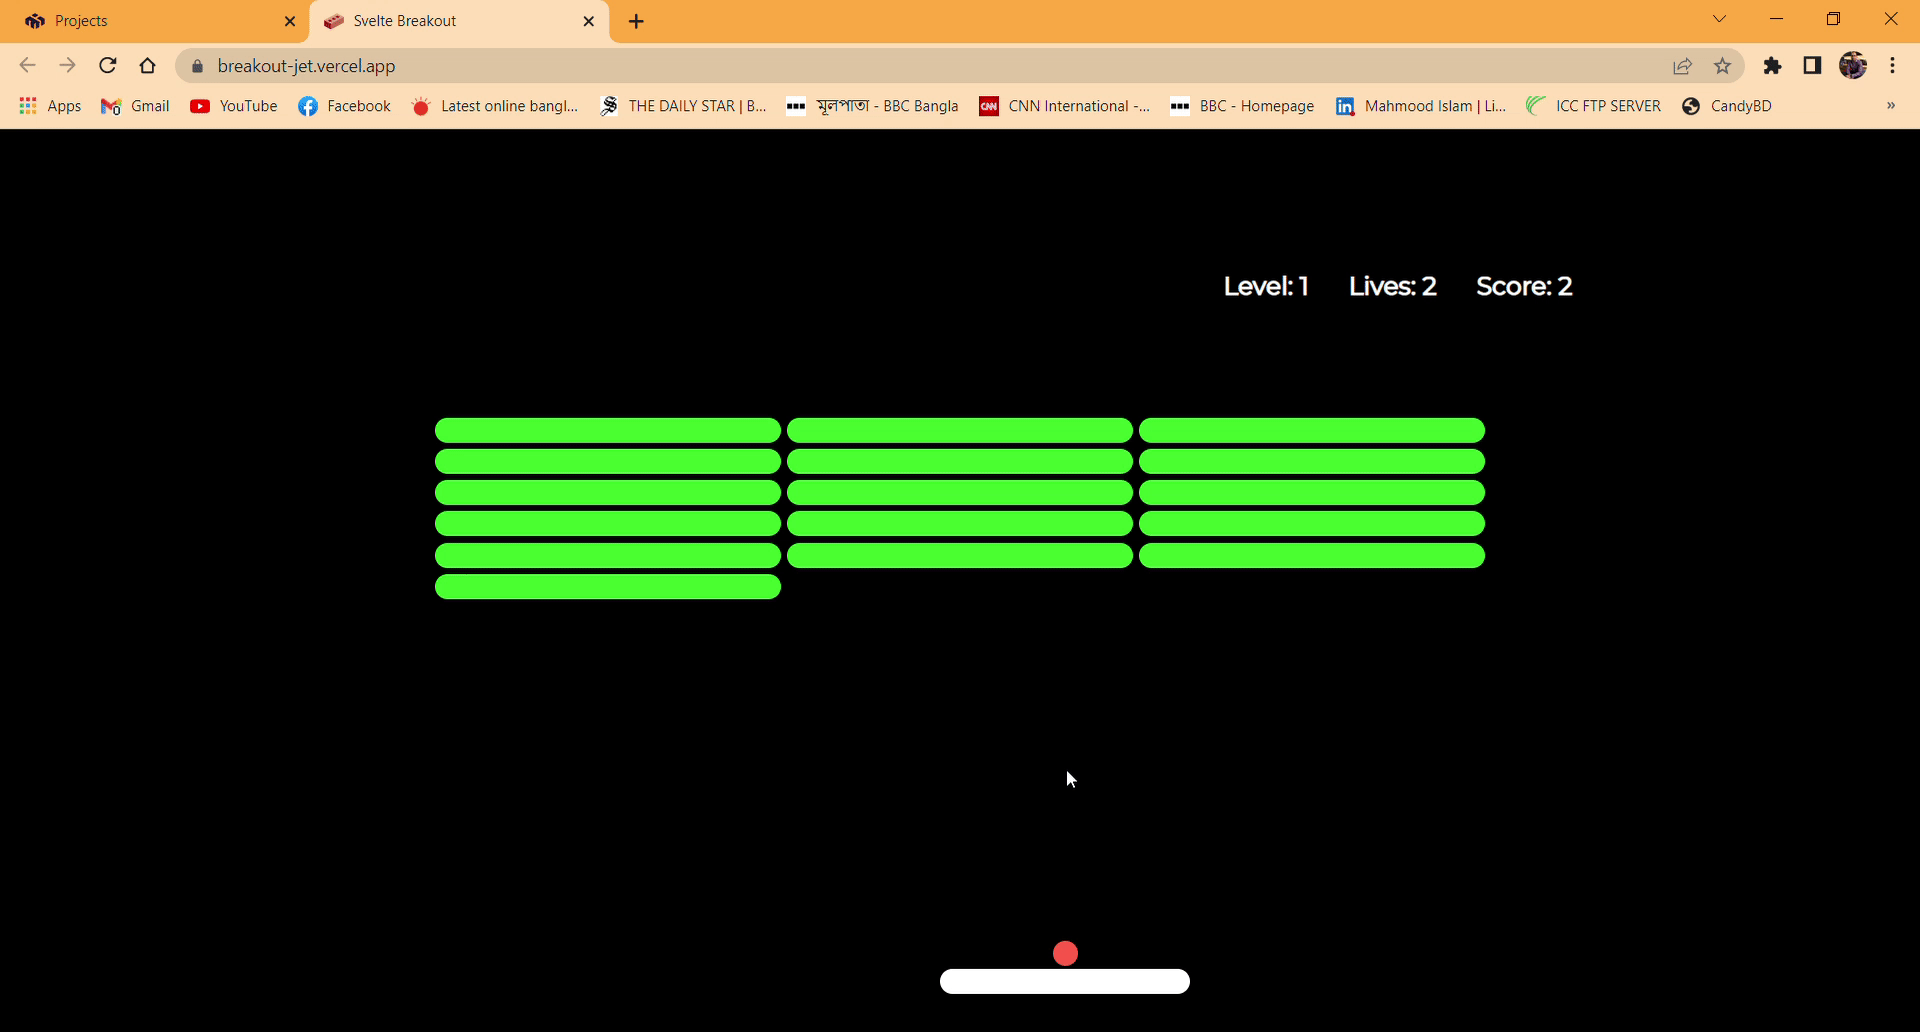 Projects
Svelte Breakout
breakout-jet.vercel.app
Apps Gmail YouTube Facebook Latest online bangl... THE DAILY STAR | B... মূলপাতা - BBC Bangla CNN International -... BBC - Homepage Mahmood Islam | Li... ICC FTP SERVER CandyBD »
Level: 1 Lives: 2 Score: 2